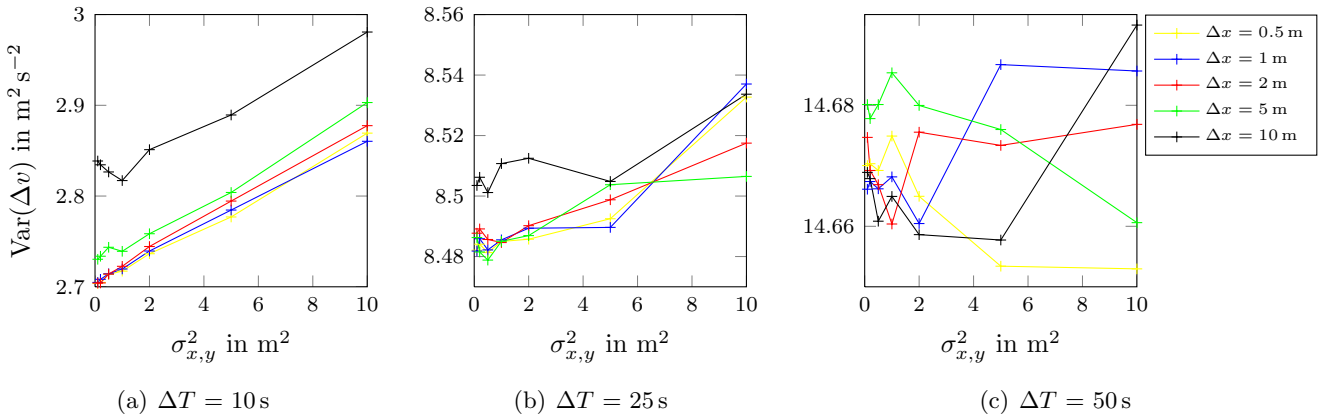 Var(Δv) in m² s⁻²
3
2.9
2.8
2.7
0 2 4 6 8 10
σ²x,y in m²
(a) ΔT = 10 s
8.56
8.54
8.52
8.5
8.48
0 2 4 6 8 10
σ²x,y in m²
(b) ΔT = 25 s
14.68
14.66
0 2 4 6 8 10
σ²x,y in m²
(c) ΔT = 50 s
Δx = 0.5 m
Δx = 1 m
Δx = 2 m
Δx = 5 m
Δx = 10 m